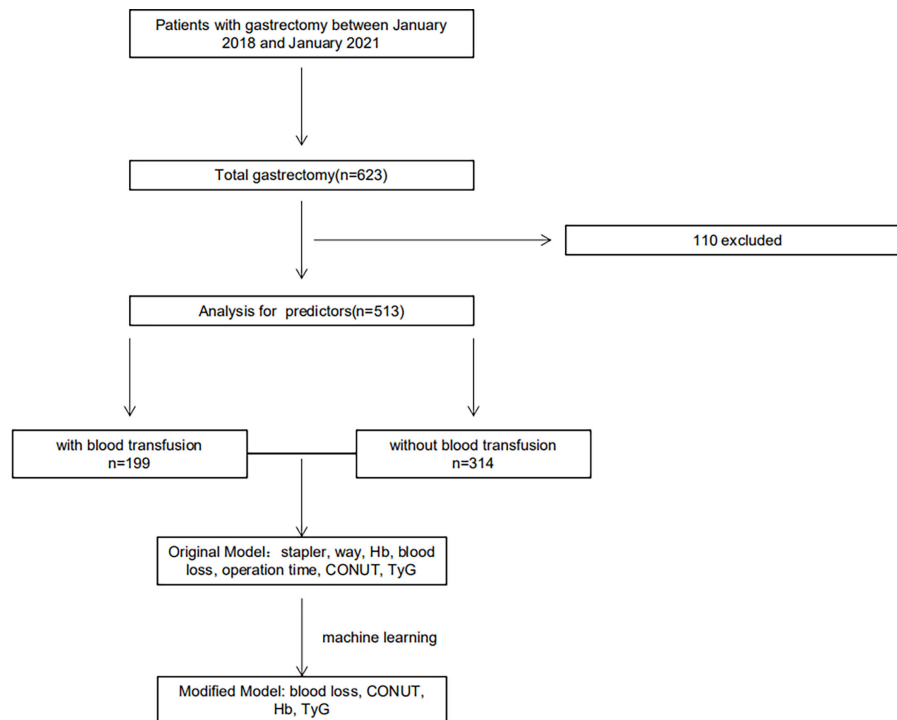 Patients with gastrectomy between January
2018 and January 2021
Total gastrectomy(n=623)
110 excluded
Analysis for predictors(n=513)
with blood transfusion
n=199
without blood transfusion
n=314
Original Model：stapler, way, Hb, blood
loss, operation time, CONUT, TyG
machine learning
Modified Model: blood loss, CONUT,
Hb, TyG